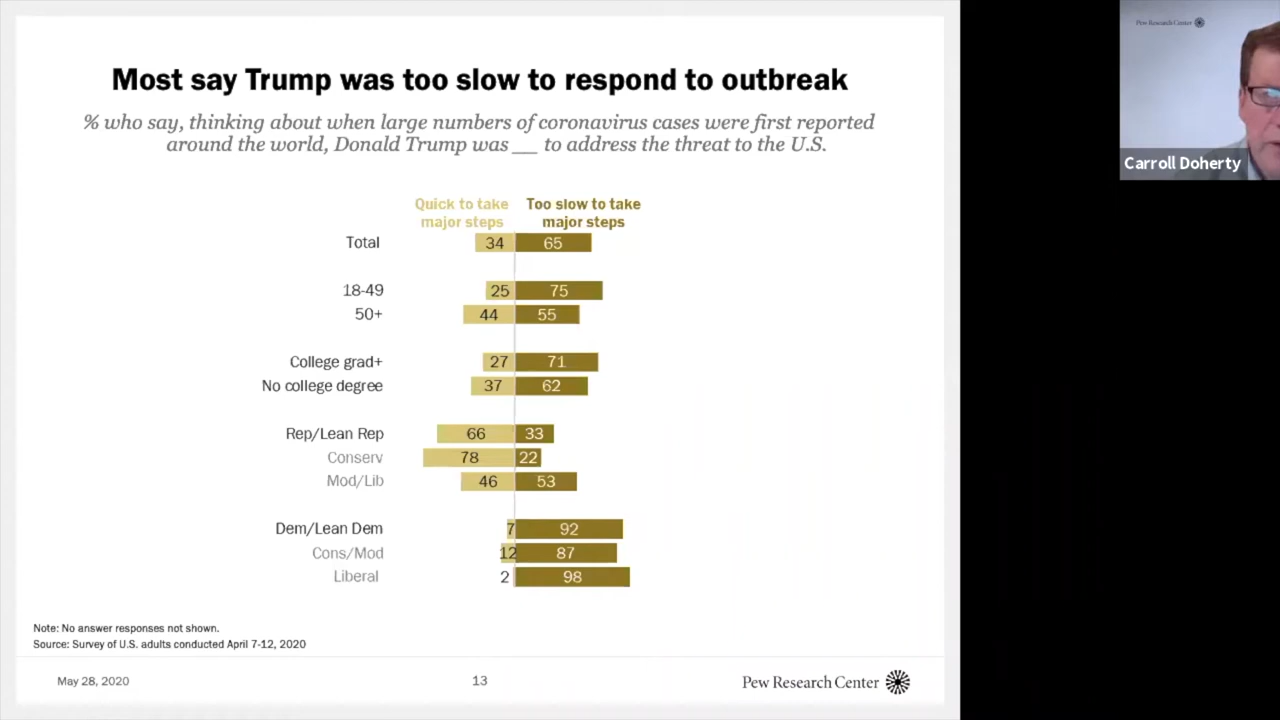 Most say Trump was too slow to respond to outbreak
% who say, thinking about when large numbers of coronavirus cases were first reported
around the world, Donald Trump was __ to address the threat to the U.S.
Quick to take
major steps
Too slow to take
major steps
Total 34 65
18-49 25 75
50+ 44 55
College grad+ 27 71
No college degree 37 62
Rep/Lean Rep 66 33
Conserv 78 22
Mod/Lib 46 53
Dem/Lean Dem 7 92
Cons/Mod 12 87
Liberal 2 98
Note: No answer responses not shown.
Source: Survey of U.S. adults conducted April 7-12, 2020
May 28, 2020
13
Pew Research Center
Pew Research Center
Carroll Doherty